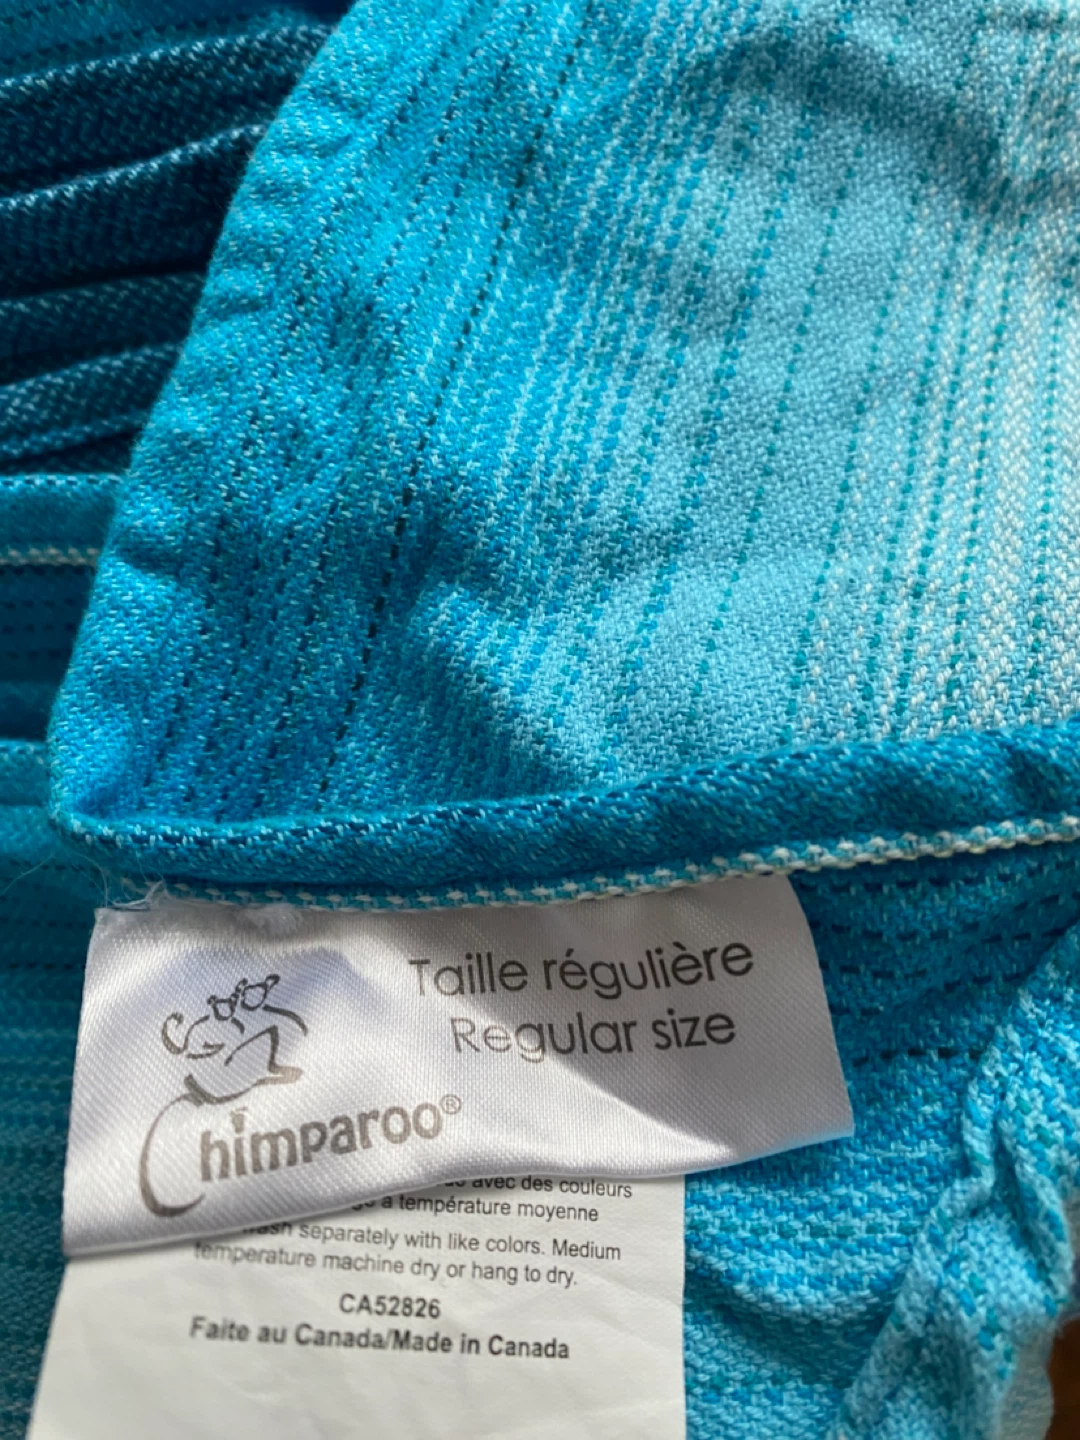 Taille régulière
Regular size
Chimparoo®
avec des couleurs
à température moyenne
separately with like colors. Medium
temperature machine dry or hang to dry.
CA52826
Faite au Canada/Made in Canada